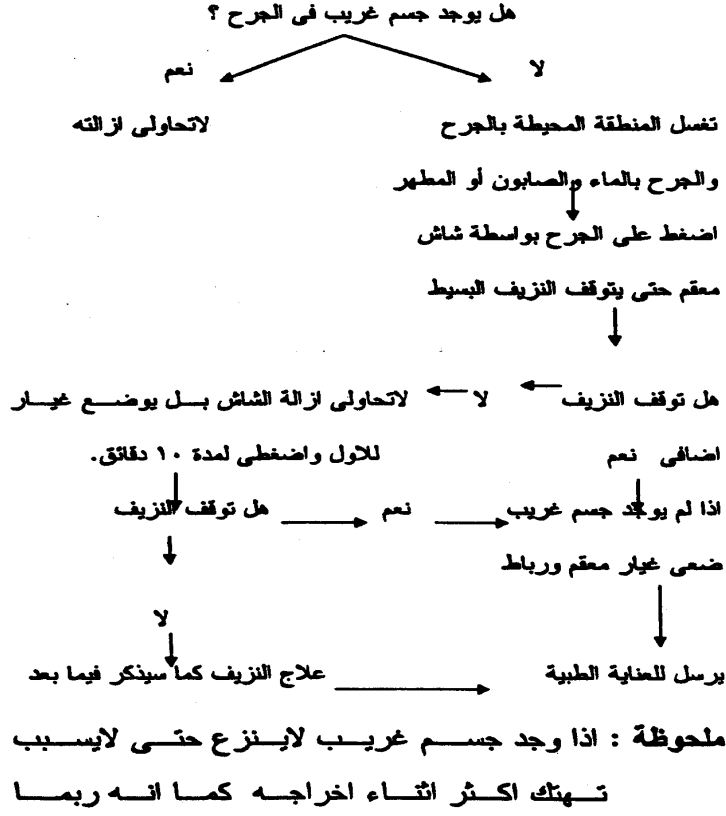 هل يوجد جسم غريب فى الجرح ؟
لا نعم
تغسل المنطقة المحيطة بالجرح لاتحاولى ازالته
والجرح بالماء والصابون أو المطهر
اضغط على الجرح بواسطة شاش
معقم حتى يتوقف النزيف البسيط
هل توقف النزيف لا لاتحاولى ازالة الشاش بل يوضع غيار
اضافى نعم للاول واضغطى لمدة ١٠ دقائق.
اذا لم يوجد جسم غريب نعم هل توقف النزيف
ضعى غيار معقم ورباط
لا
يرسل للعناية الطبية علاج النزيف كما سيذكر فيما بعد
ملحوظة : اذا وجد جسم غريب لاينزع حتى لايسبب
تهتك اكثر اثناء اخراجه كما انه ربما